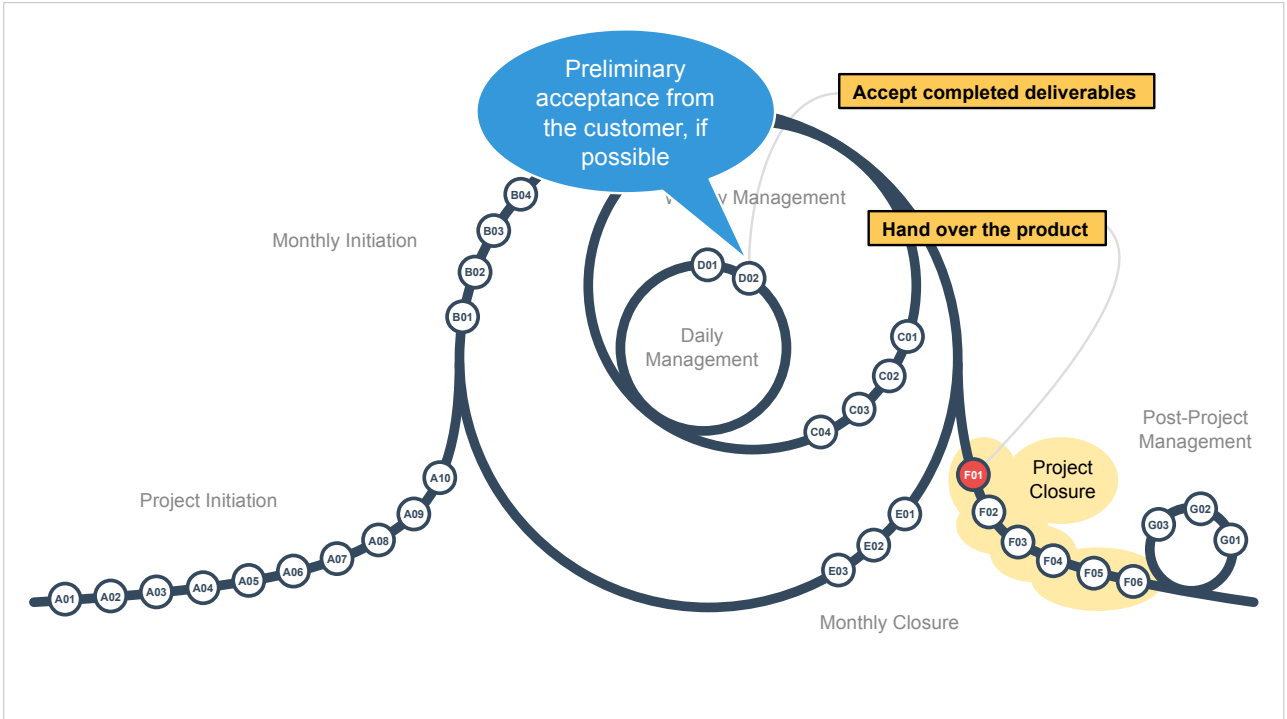 Preliminary
acceptance from
the customer, if
possible
Accept completed deliverables
Management
Hand over the product
Monthly Initiation
B04
B03
B02
B01
D01
D02
Daily
Management
C01
C02
C03
C04
Post-Project
Management
Project Initiation
A10
A09
A08
A07
A06
A05
A04
A03
A02
A01
E01
E02
E03
Monthly Closure
F01
Project
Closure
F02
F03
F04
F05
F06
G03
G02
G01